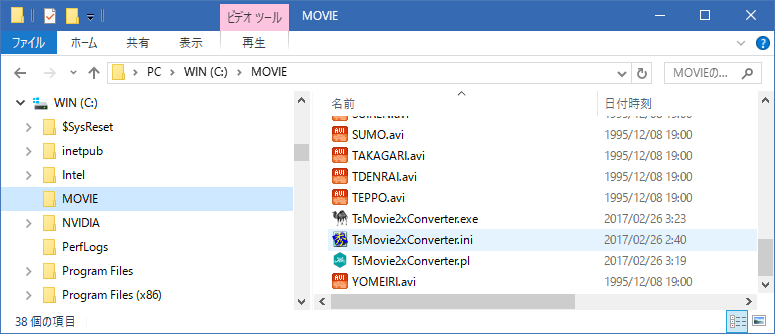 ビデオ ツール
MOVIE
ファイル ホーム 共有 表示 再生
PC WIN (C:) MOVIE
MOVIEの...
WIN (C:)
$SysReset
inetpub
Intel
MOVIE
NVIDIA
PerfLogs
Program Files
Program Files (x86)
名前 日付時刻
SUMO.avi 1995/12/08 19:00
TAKAGARI.avi 1995/12/08 19:00
TDENRAI.avi 1995/12/08 19:00
TEPPO.avi 1995/12/08 19:00
TsMovie2xConverter.exe 2017/02/26 3:23
TsMovie2xConverter.ini 2017/02/26 2:40
TsMovie2xConverter.pl 2017/02/26 3:19
YOMEIRI.avi 1995/12/08 19:00
38 個の項目